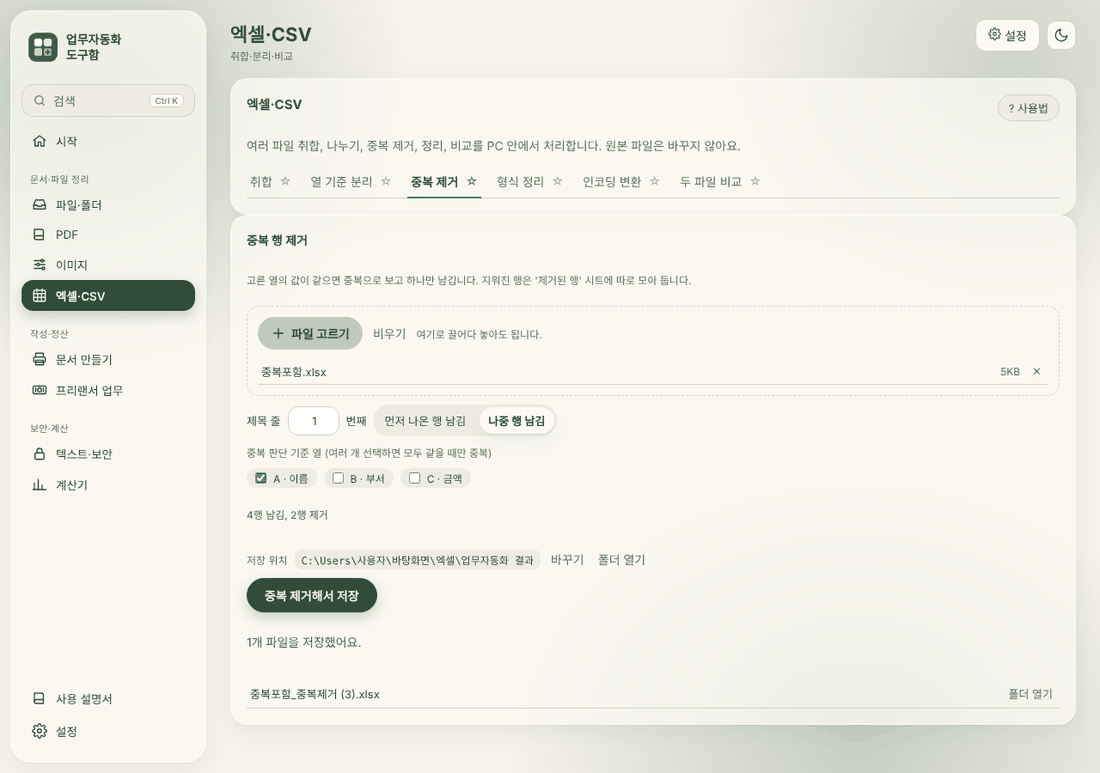 업무자동화
도구함
검색 Ctrl K
시작
문서·파일 정리
파일·폴더
PDF
이미지
엑셀·CSV
작성·정산
문서 만들기
프리랜서 업무
보안·계산
텍스트·보안
계산기
사용 설명서
설정
엑셀·CSV
취합·분리·비교
설정
엑셀·CSV
? 사용법
여러 파일 취합, 나누기, 중복 제거, 정리, 비교를 PC 안에서 처리합니다. 원본 파일은 바꾸지 않아요.
취합 ☆ 열 기준 분리 ☆ 중복 제거 ☆ 형식 정리 ☆ 인코딩 변환 ☆ 두 파일 비교 ☆
중복 행 제거
고른 열의 값이 같으면 중복으로 보고 하나만 남깁니다. 지워진 행은 '제거된 행' 시트에 따로 모아 둡니다.
+ 파일 고르기 비우기 여기로 끌어다 놓아도 됩니다.
중복포함.xlsx 5KB ×
제목 줄 1 번째 먼저 나온 행 남김 나중 행 남김
중복 판단 기준 열 (여러 개 선택하면 모두 같을 때만 중복)
A · 이름 B · 부서 C · 금액
4행 남김, 2행 제거
저장 위치 C:\Users\사용자\바탕화면\엑셀\업무자동화 결과 바꾸기 폴더 열기
중복 제거해서 저장
1개 파일을 저장했어요.
중복포함_중복제거 (3).xlsx 폴더 열기